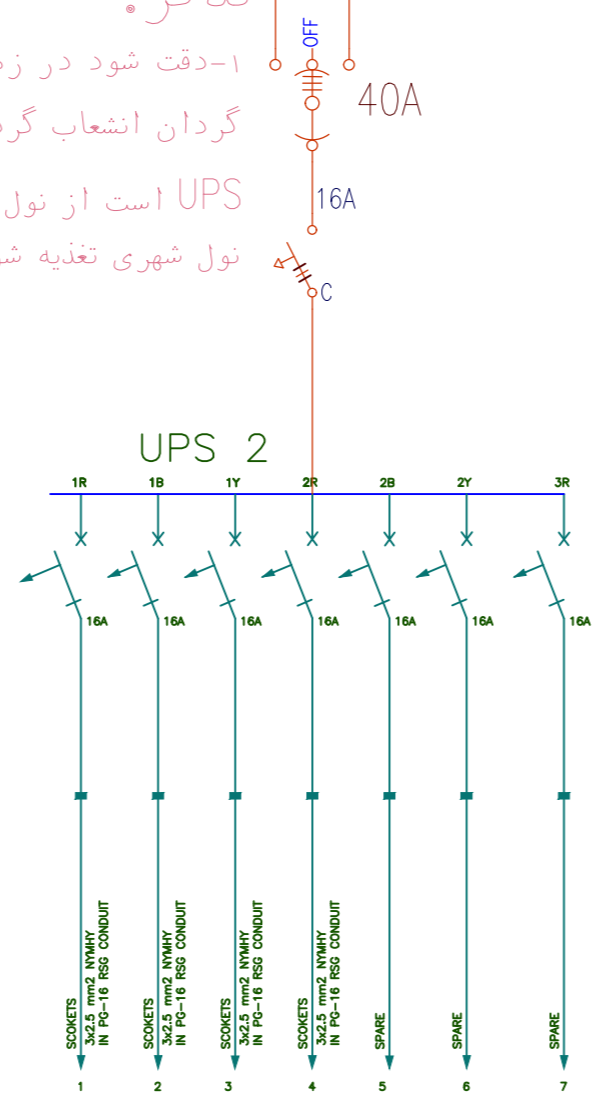 OFF
۱-دقت شود در
40A
گردان انشعاب
UPS است از نول
16A
نول شهری تغذیه
C
UPS 2
1R 1B 1Y 2R 2B 2Y 3R
16A 16A 16A 16A 16A 16A 16A
SCOKETS
3x2.5 mm2 NYMHY
IN PG-16 RSG CONDUIT
SCOKETS
3x2.5 mm2 NYMHY
IN PG-16 RSG CONDUIT
SCOKETS
3x2.5 mm2 NYMHY
IN PG-16 RSG CONDUIT
SCOKETS
3x2.5 mm2 NYMHY
IN PG-16 RSG CONDUIT
SPARE
SPARE
SPARE
1 2 3 4 5 6 7